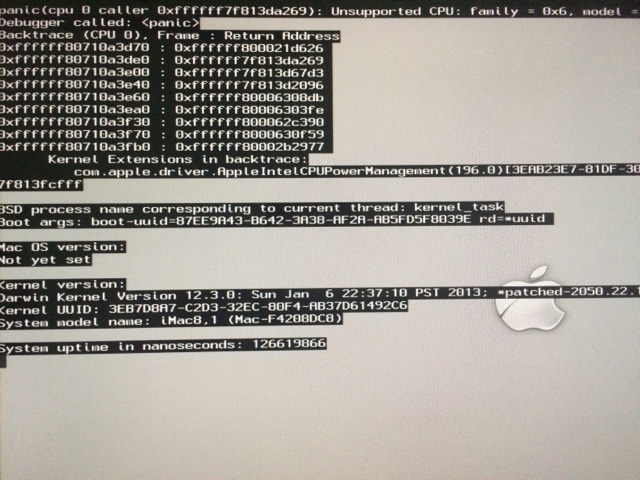 panic(cpu 0 caller 0xffffff7f813da269): Unsupported CPU: family = 0x6, model =
Debugger called: <panic>
Backtrace (CPU 0), Frame : Return Address
0xffffff80710a3d70 : 0xffffff800021d626
0xffffff80710a3de0 : 0xffffff7f813da269
0xffffff80710a3e00 : 0xffffff7f813d67d3
0xffffff80710a3e40 : 0xffffff7f813d2096
0xffffff80710a3e60 : 0xffffff80006308db
0xffffff80710a3ea0 : 0xffffff80006303fe
0xffffff80710a3f30 : 0xffffff800062c390
0xffffff80710a3f70 : 0xffffff8000630f59
0xffffff80710a3fb0 : 0xffffff80002b2977
Kernel Extensions in backtrace:
com.apple.driver.AppleIntelCPUPowerManagement(196.0)[3EAB23E7-81DF-30
7f813fcfff
BSD process name corresponding to current thread: kernel_task
Boot args: boot-uuid=87EE9A43-B642-3A38-AF2A-AB5FD5F8039E rd=*uuid
Mac OS version:
Not yet set
Kernel version:
Darwin Kernel Version 12.3.0: Sun Jan 6 22:37:10 PST 2013; *patched-2050.22.1
Kernel UUID: 3EB7D8A7-C2D3-32EC-80F4-AB37D61492C6
System model name: iMac8,1 (Mac-F4208DC8)
System uptime in nanoseconds: 126619866